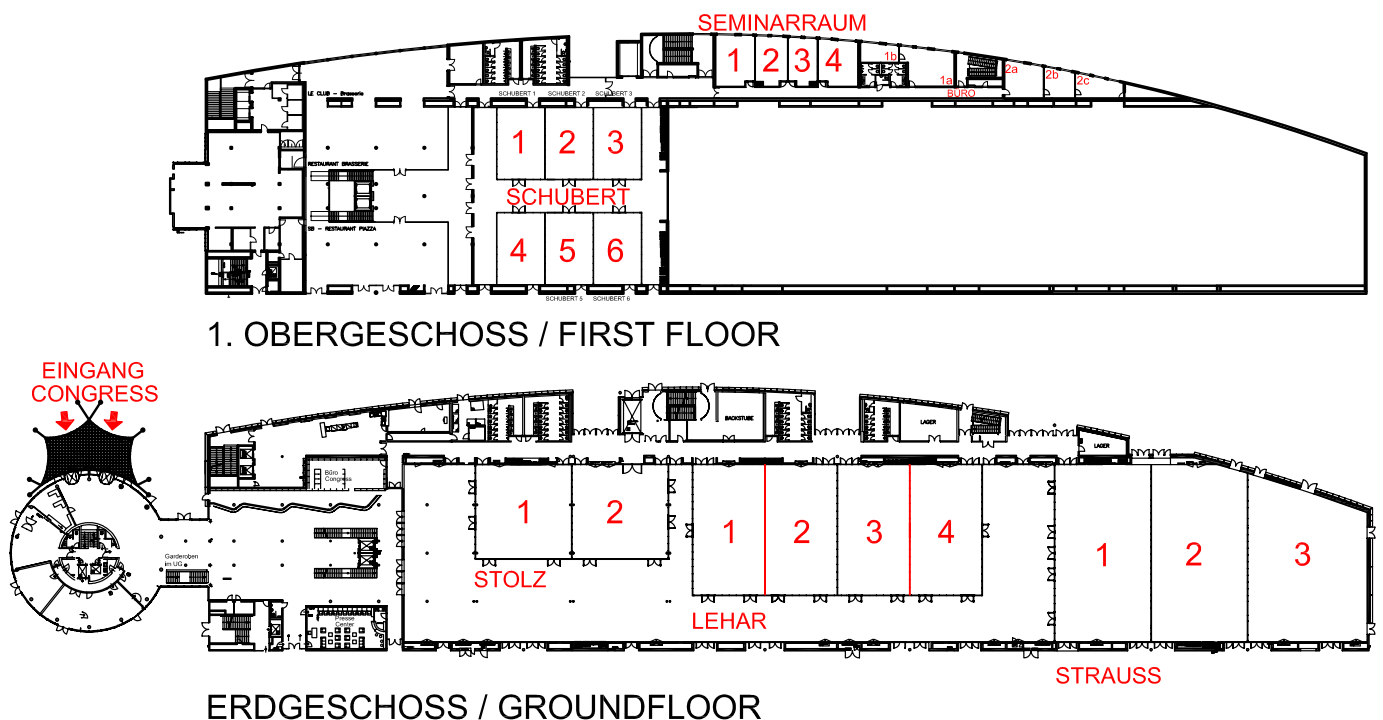 SEMINARRAUM
1 2 3 4
1b
1a
BÜRO
2a
2b
2c
LE CLUB - Brasserie
SCHUBERT 1 SCHUBERT 2 SCHUBERT 3
1 2 3
RESTAURANT BRASSERIE
SCHUBERT
SB - RESTAURANT PIAZZA
4 5 6
SCHUBERT 5 SCHUBERT 6
1. OBERGESCHOSS / FIRST FLOOR
EINGANG
CONGRESS
BACKSTUBE
LAGER
LAGER
Büro
Congress
1 2
STOLZ
1 2 3 4
LEHAR
1 2 3
STRAUSS
Garderoben
im UG
Presse
Center
ERDGESCHOSS / GROUNDFLOOR